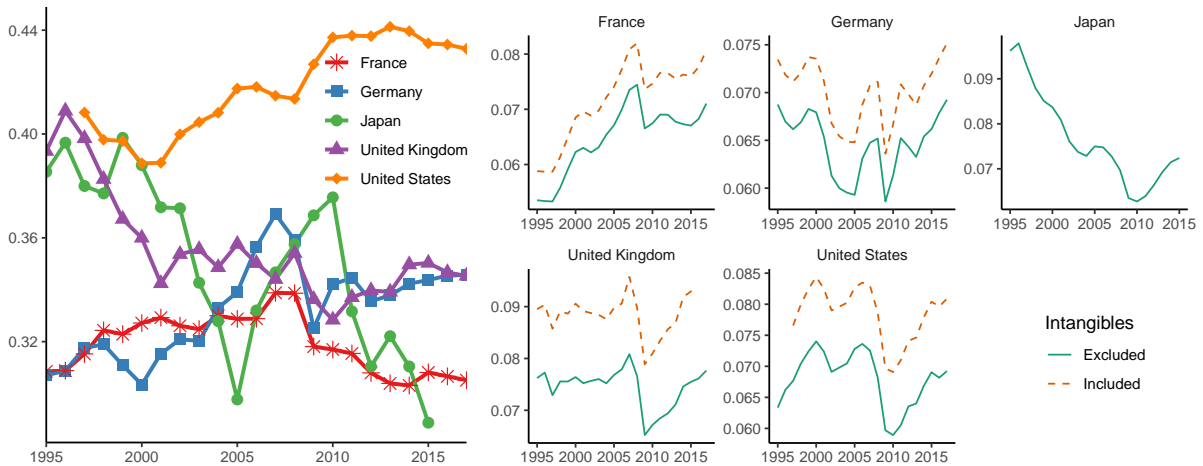 0.44
0.40
0.36
0.32
1995 2000 2005 2010 2015
France
Germany
Japan
United Kingdom
United States
France
0.08
0.07
0.06
1995 2000 2005 2010 2015
Germany
0.075
0.070
0.065
0.060
1995 2000 2005 2010 2015
Japan
0.09
0.08
0.07
1995 2000 2005 2010 2015
United Kingdom
0.09
0.08
0.07
1995 2000 2005 2010 2015
United States
0.085
0.080
0.075
0.070
0.065
0.060
1995 2000 2005 2010 2015
Intangibles
Excluded
Included